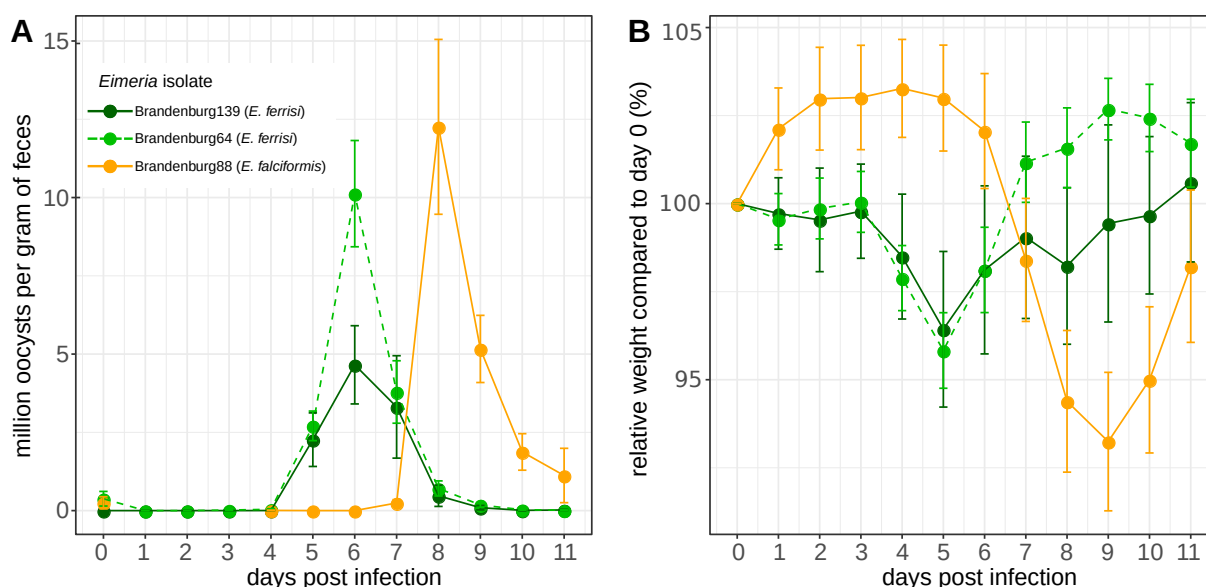 A
million oocysts per gram of feces
15
10
5
0
Eimeria isolate
Brandenburg139 (E. ferrisi)
Brandenburg64 (E. ferrisi)
Brandenburg88 (E. falciformis)
0 1 2 3 4 5 6 7 8 9 10 11
days post infection
B
relative weight compared to day 0 (%)
105
100
95
0 1 2 3 4 5 6 7 8 9 10 11
days post infection